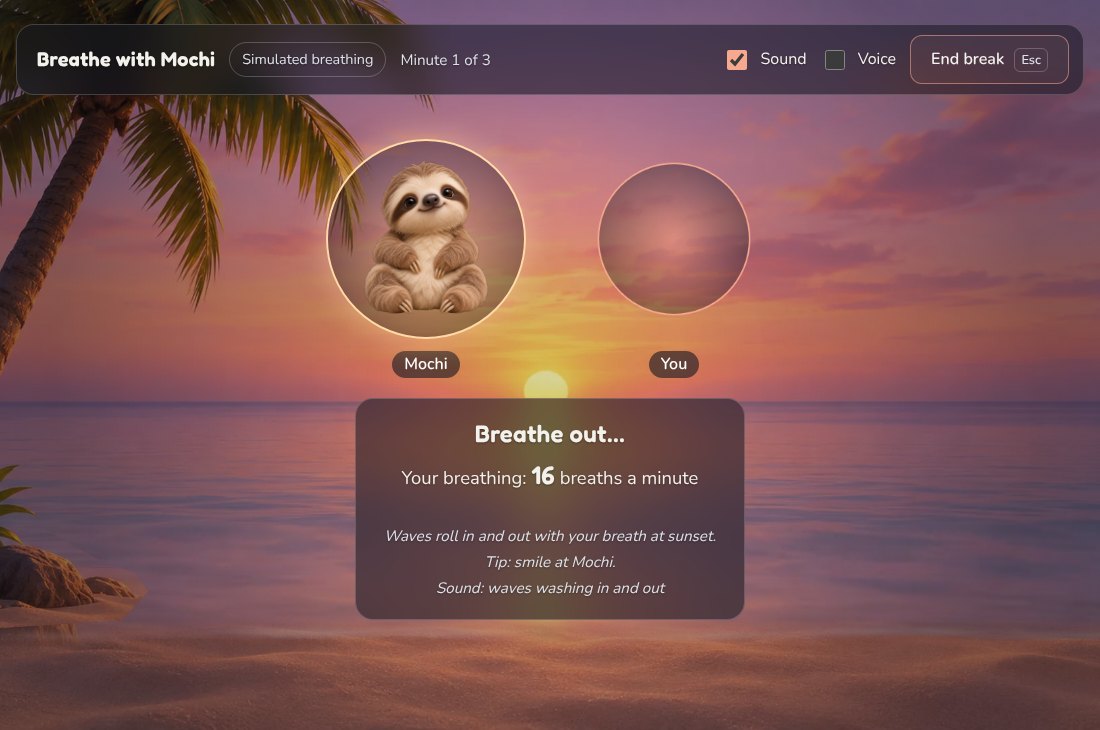 Breathe with Mochi
Simulated breathing
Minute 1 of 3
Sound
Voice
End break
Esc
Mochi
You
Breathe out...
Your breathing: 16 breaths a minute
Waves roll in and out with your breath at sunset.
Tip: smile at Mochi.
Sound: waves washing in and out